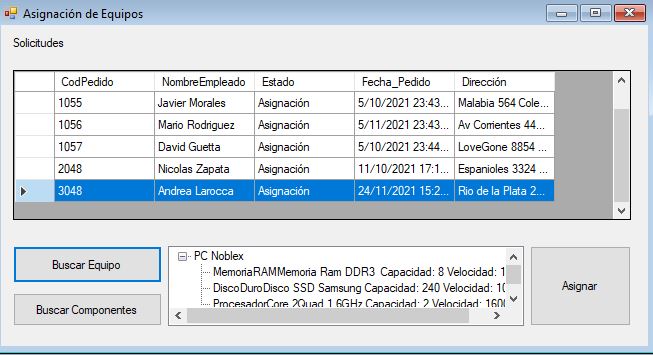 Asignación de Equipos
Solicitudes
CodPedido NombreEmpleado Estado Fecha_Pedido Dirección
1055 Javier Morales Asignación 5/10/2021 23:43... Malabia 564 Cole...
1056 Mario Rodriguez Asignación 5/11/2021 23:43... Av Corrientes 44...
1057 David Guetta Asignación 5/10/2021 23:44... LoveGone 8854 ...
2048 Nicolas Zapata Asignación 11/10/2021 17:1... Espanioles 3324 ...
3048 Andrea Larocca Asignación 24/11/2021 15:2... Rio de la Plata 2...
Buscar Equipo
Buscar Componentes
PC Noblex
MemoriaRAMMemoria Ram DDR3 Capacidad: 8 Velocidad: 1
DiscoDuroDisco SSD Samsung Capacidad: 240 Velocidad: 10
ProcesadorCore 2Quad 1.6GHz Capacidad: 2 Velocidad: 1600
Asignar